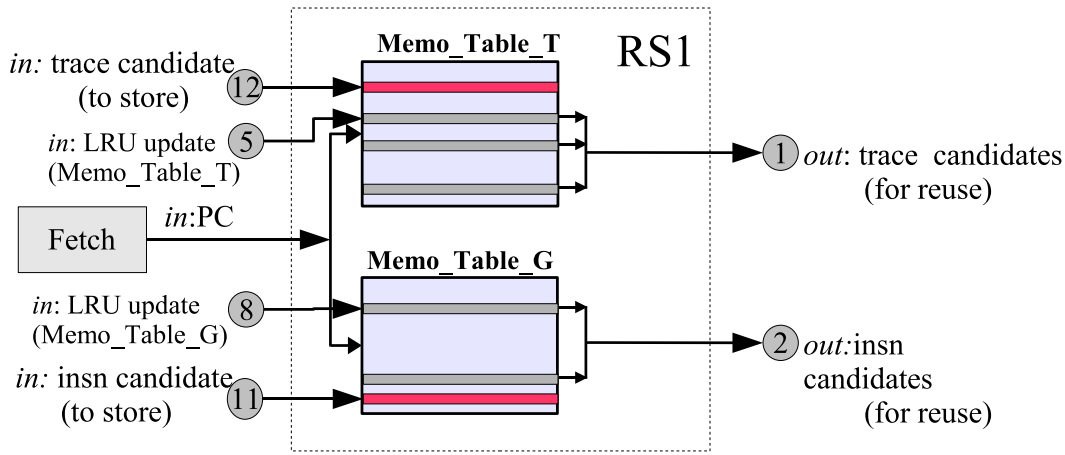 Memo_Table_T
RS1
in: trace candidate
(to store)
12
in: LRU update
(Memo_Table_T)
5
1
out: trace candidates
(for reuse)
Fetch
in:PC
Memo_Table_G
in: LRU update
(Memo_Table_G)
8
2
out:insn
candidates
(for reuse)
in: insn candidate
(to store)
11